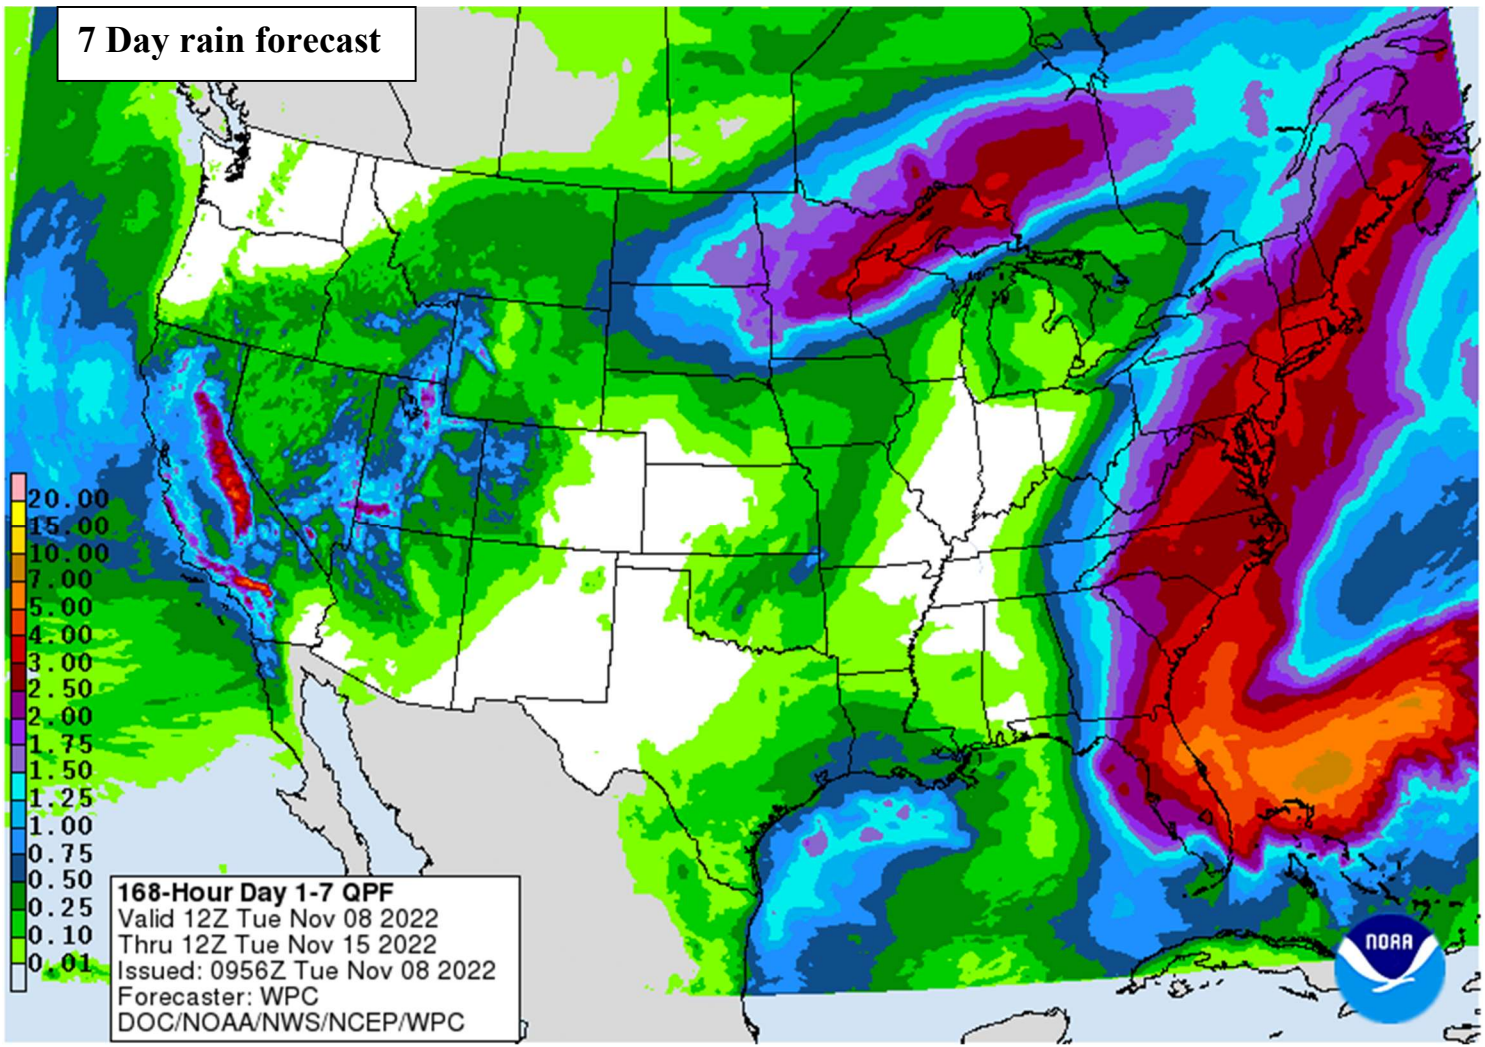 7 Day rain forecast
20.00
15.00
10.00
7.00
5.00
4.00
3.00
2.50
2.00
1.75
1.50
1.25
1.00
0.75
0.50
0.25
0.10
0.01
168-Hour Day 1-7 QPF
Valid 12Z Tue Nov 08 2022
Thru 12Z Tue Nov 15 2022
Issued: 0956Z Tue Nov 08 2022
Forecaster: WPC
DOC/NOAA/NWS/NCEP/WPC
NOAA